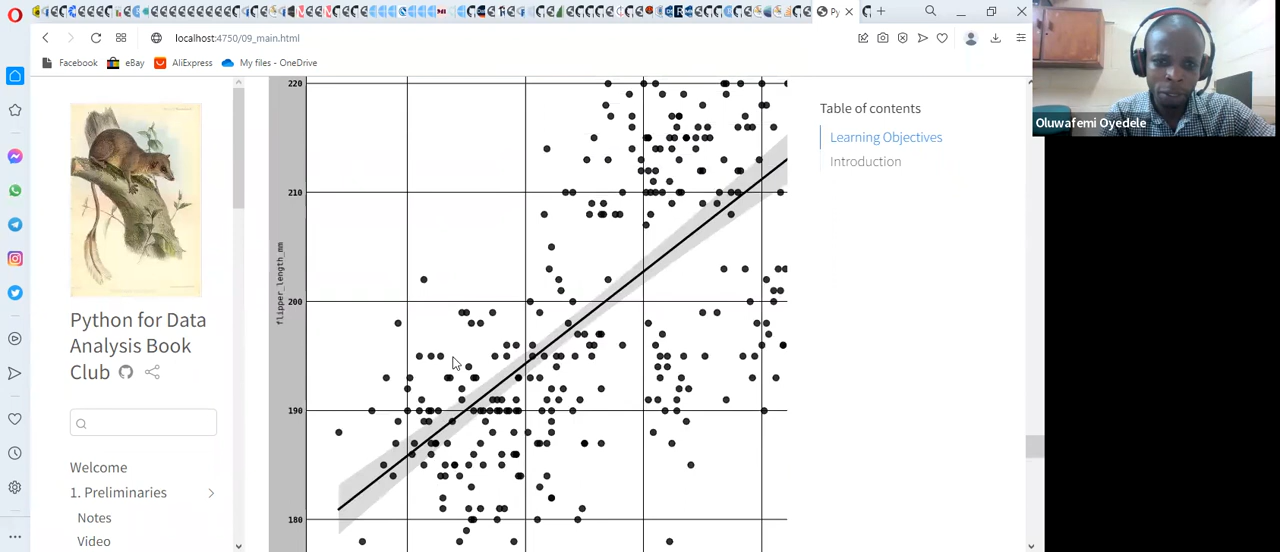 Py
localhost:4750/09_main.html
Facebook
eBay
AliExpress
My files - OneDrive
Python for Data
Analysis Book
Club
Welcome
1. Preliminaries
Notes
Video
220
210
200
190
180
flipper_length_mm
Table of contents
Learning Objectives
Introduction
Oluwafemi Oyedele